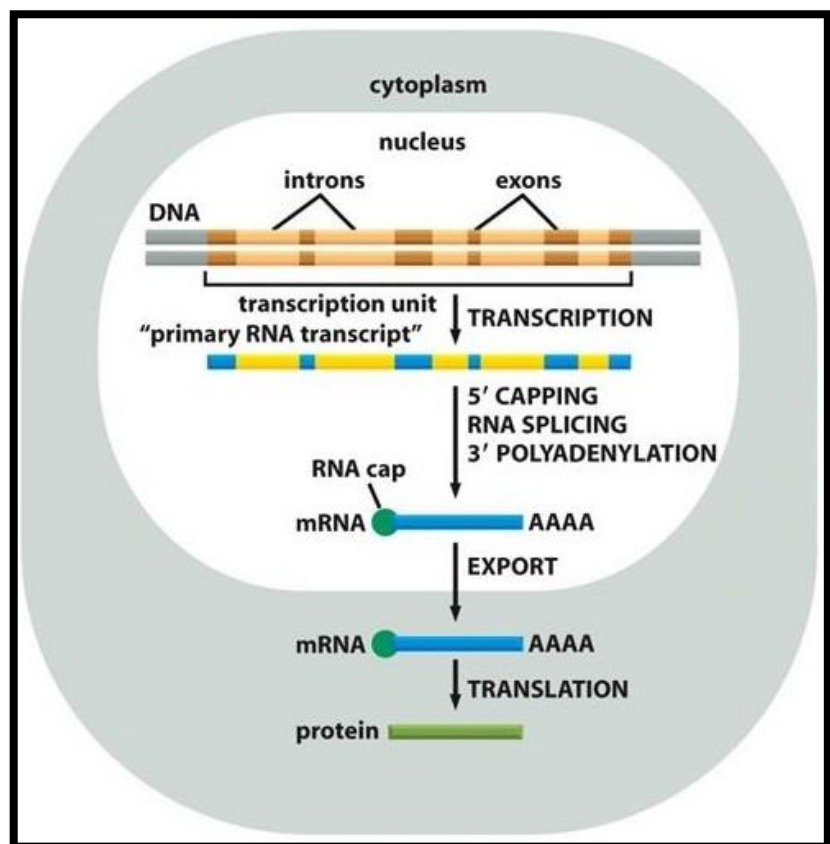 cytoplasm
nucleus
introns
exons
DNA
transcription unit
“primary RNA transcript”
TRANSCRIPTION
5′ CAPPING
RNA SPLICING
3′ POLYADENYLATION
RNA cap
mRNA
AAAA
EXPORT
mRNA
AAAA
TRANSLATION
protein